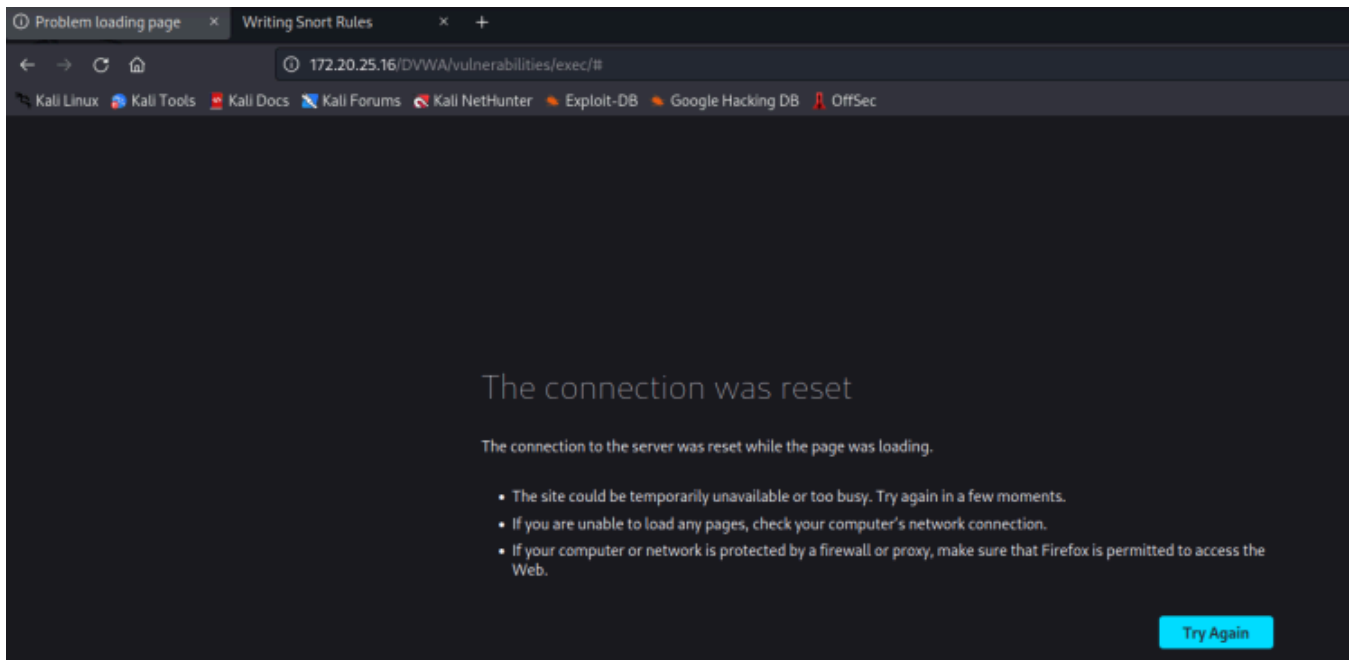 Problem loading page × Writing Snort Rules × +
172.20.25.16/DVWA/vulnerabilities/exec/#
Kali Linux Kali Tools Kali Docs Kali Forums Kali NetHunter Exploit-DB Google Hacking DB OffSec
The connection was reset
The connection to the server was reset while the page was loading.
• The site could be temporarily unavailable or too busy. Try again in a few moments.
• If you are unable to load any pages, check your computer's network connection.
• If your computer or network is protected by a firewall or proxy, make sure that Firefox is permitted to access the
Web.
Try Again